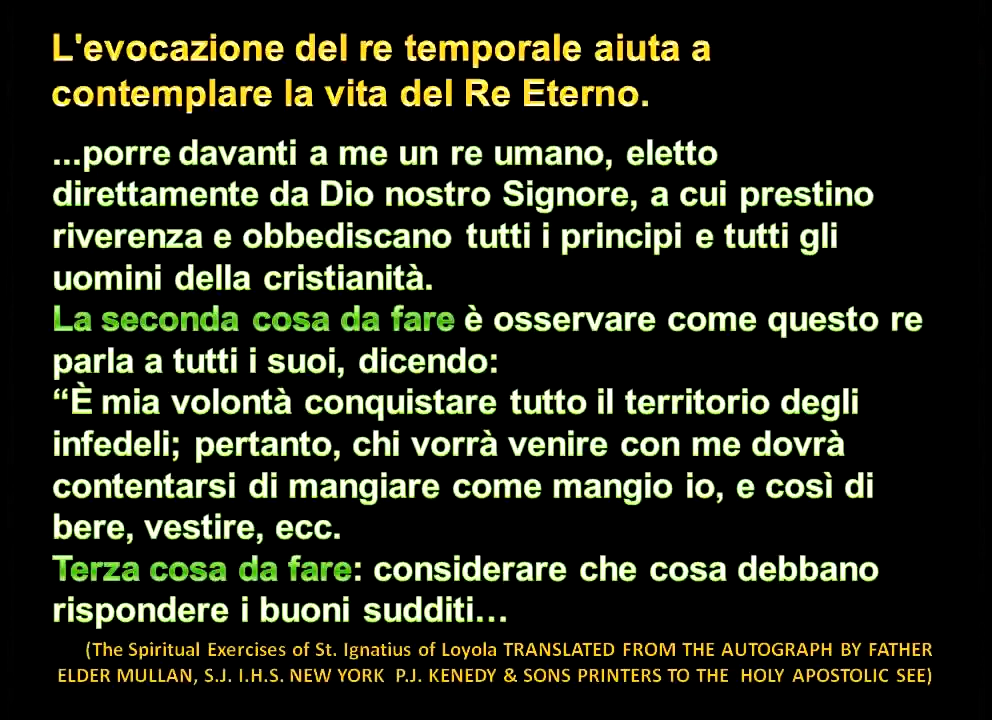 L'evocazione del re temporale aiuta a
contemplare la vita del Re Eterno.
...porre davanti a me un re umano, eletto
direttamente da Dio nostro Signore, a cui prestino
riverenza e obbediscano tutti i principi e tutti gli
uomini della cristianità.
La seconda cosa da fare è osservare come questo re
parla a tutti i suoi, dicendo:
“È mia volontà conquistare tutto il territorio degli
infedeli; pertanto, chi vorrà venire con me dovrà
contentarsi di mangiare come mangio io, e così di
bere, vestire, ecc.
Terza cosa da fare: considerare che cosa debbano
rispondere i buoni sudditi…
(The Spiritual Exercises of St. Ignatius of Loyola TRANSLATED FROM THE AUTOGRAPH BY FATHER
ELDER MULLAN, S.J. I.H.S. NEW YORK P.J. KENEDY & SONS PRINTERS TO THE HOLY APOSTOLIC SEE)